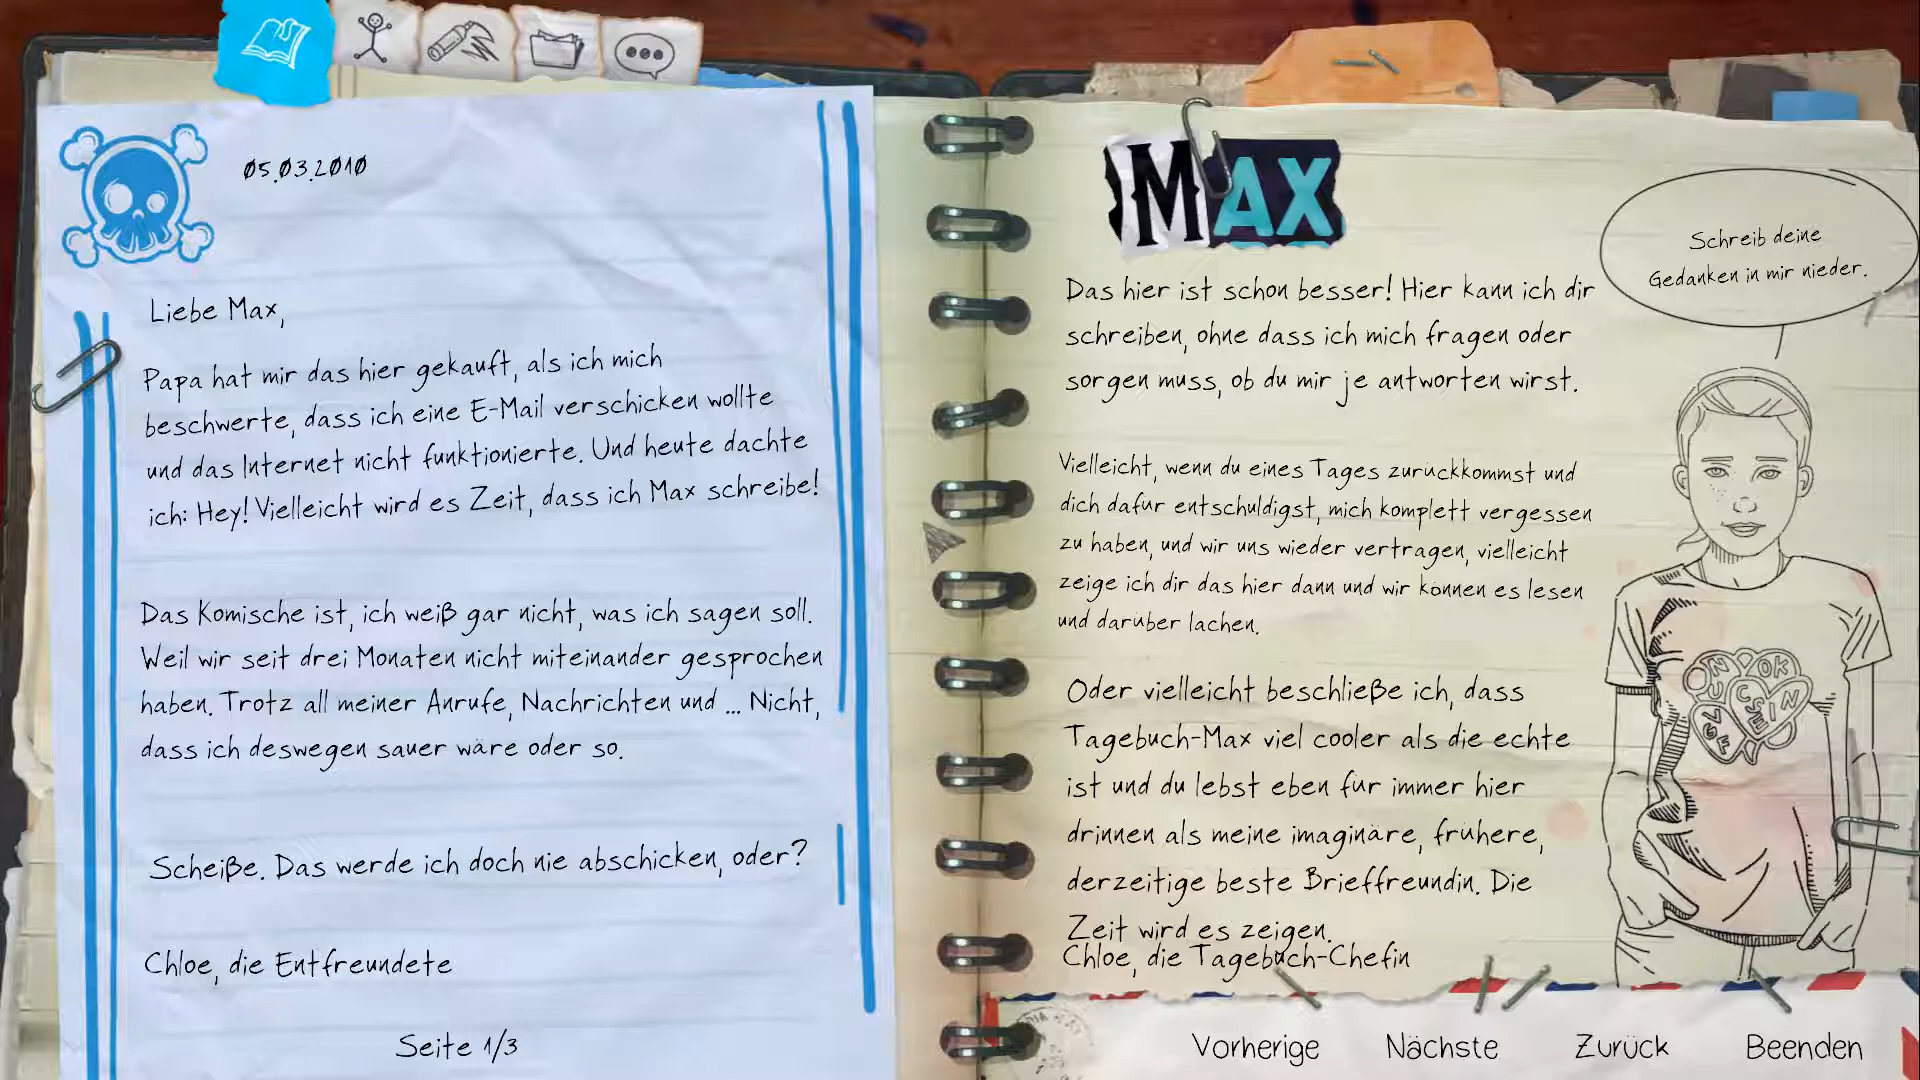 05.03.2010
Liebe Max,
Papa hat mir das hier gekauft, als ich mich
beschwerte, dass ich eine E-Mail verschicken wollte
und das Internet nicht funktionierte. Und heute dachte
ich: Hey! Vielleicht wird es Zeit, dass ich Max schreibe!
Das Komische ist, ich weiß gar nicht, was ich sagen soll.
Weil wir seit drei Monaten nicht miteinander gesprochen
haben. Trotz all meiner Anrufe, Nachrichten und ... Nicht,
dass ich deswegen sauer wäre oder so.
Scheiße. Das werde ich doch nie abschicken, oder?
Chloe, die Entfreundete
Seite 1/3
MAX
Das hier ist schon besser! Hier kann ich dir
schreiben, ohne dass ich mich fragen oder
sorgen muss, ob du mir je antworten wirst.
Vielleicht, wenn du eines Tages zurückkommst und
dich dafür entschuldigst, mich komplett vergessen
zu haben, und wir uns wieder vertragen, vielleicht
zeige ich dir das hier dann und wir können es lesen
und darüber lachen.
Oder vielleicht beschließe ich, dass
Tagebuch-Max viel cooler als die echte
ist und du lebst eben für immer hier
drinnen als meine imaginäre, frühere,
derzeitige beste Brieffreundin. Die
Zeit wird es zeigen.
Chloe, die Tagebuch-Chefin
Schreib deine
Gedanken in mir nieder.
Vorherige
Nächste
Zurück
Beenden